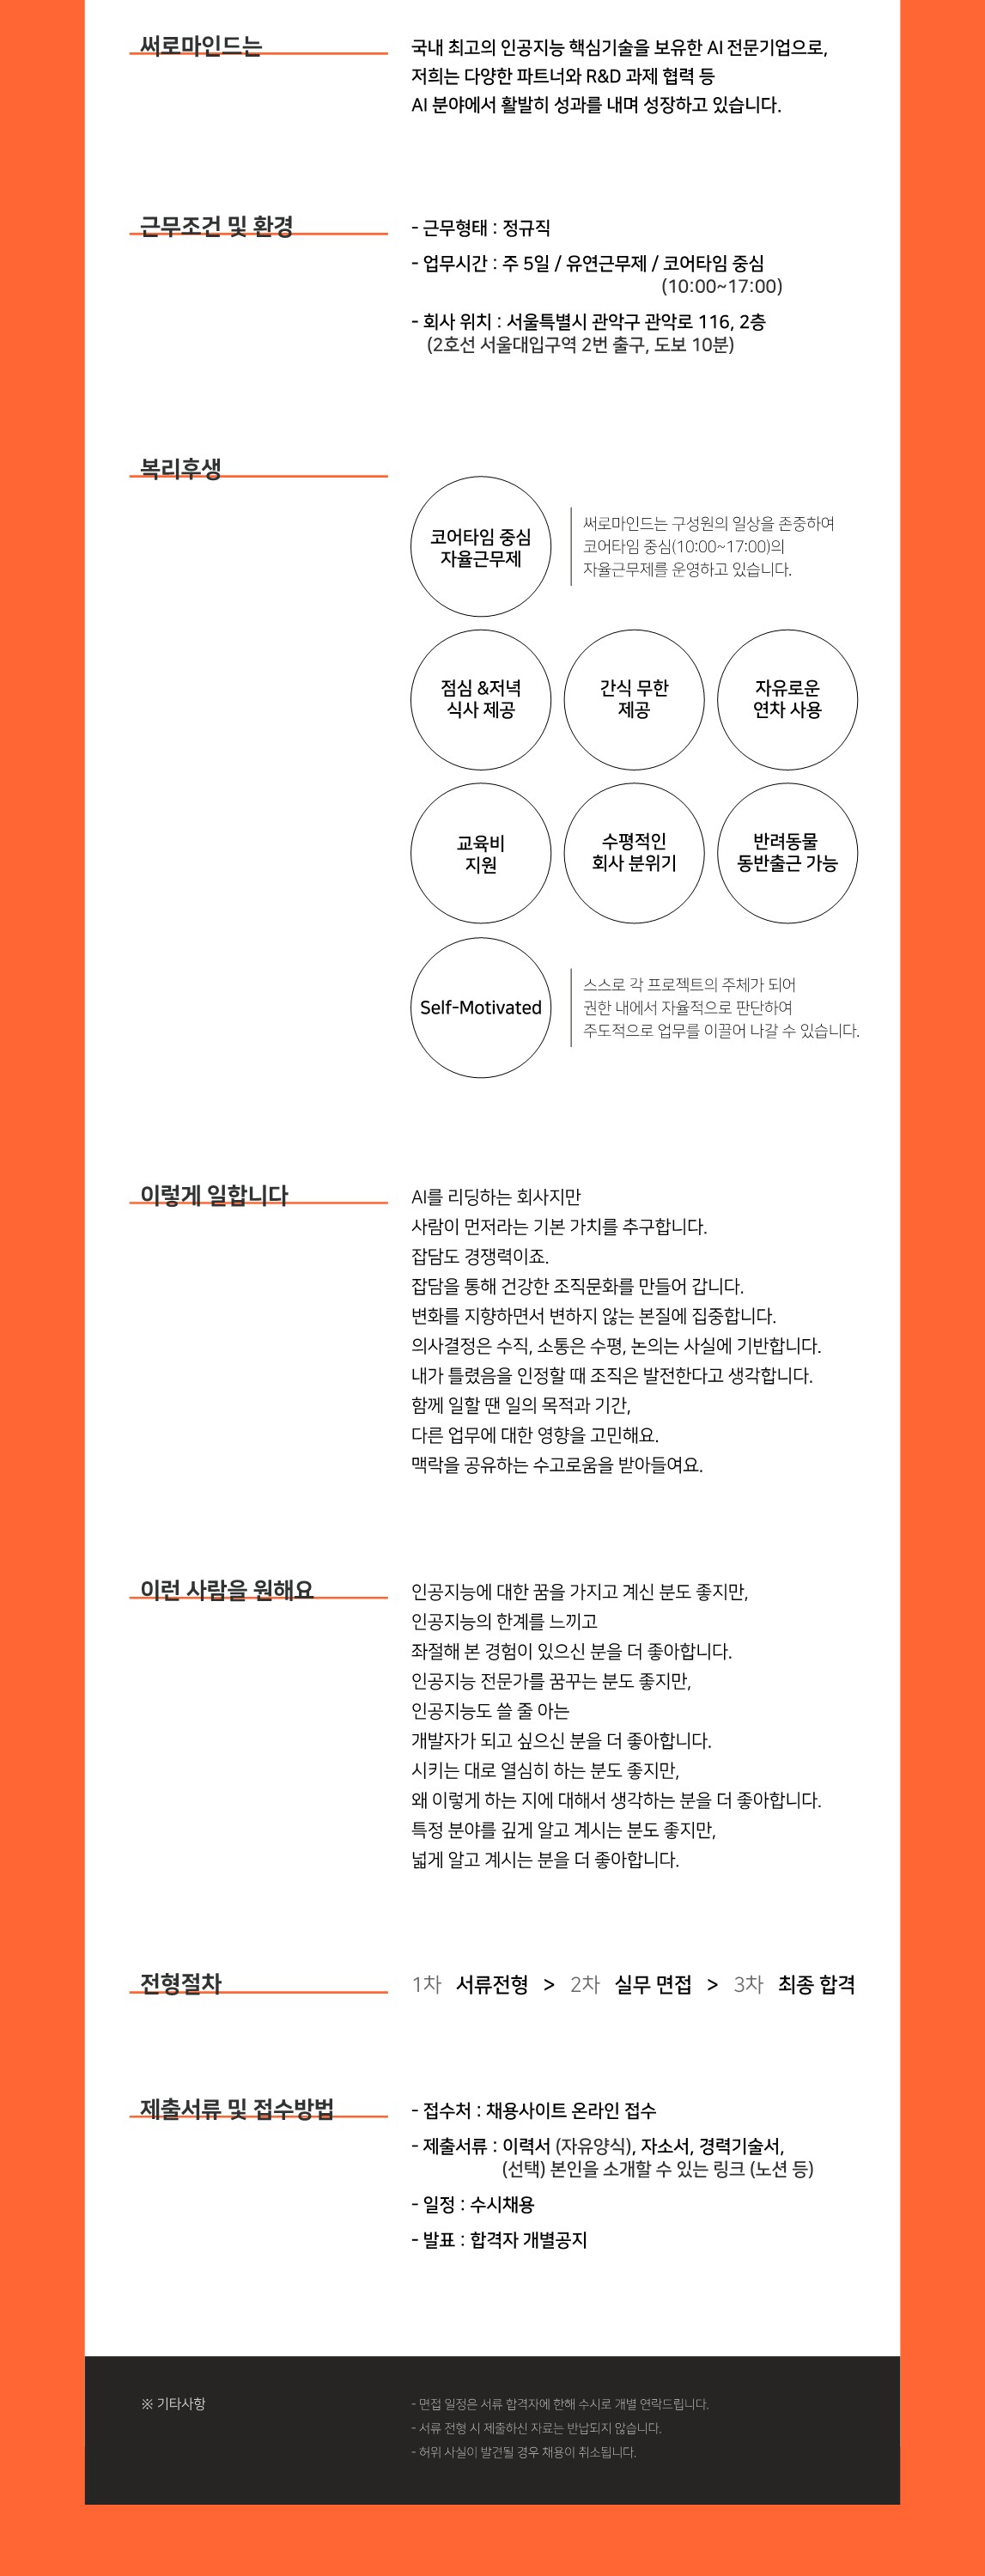 써로마인드는
국내 최고의 인공지능 핵심기술을 보유한 AI 전문기업으로,
저희는 다양한 파트너와 R&D 과제 협력 등
AI 분야에서 활발히 성과를 내며 성장하고 있습니다.
근무조건 및 환경
- 근무형태 : 정규직
- 업무시간 : 주 5일 / 유연근무제 / 코어타임 중심
(10:00~17:00)
- 회사 위치 : 서울특별시 관악구 관악로 116, 2층
(2호선 서울대입구역 2번 출구, 도보 10분)
복리후생
코어타임 중심
자율근무제
써로마인드는 구성원의 일상을 존중하여
코어타임 중심(10:00~17:00)의
자율근무제를 운영하고 있습니다.
점심 &저녁
식사 제공
간식 무한
제공
자유로운
연차 사용
교육비
지원
수평적인
회사 분위기
반려동물
동반출근 가능
Self-Motivated
스스로 각 프로젝트의 주체가 되어
권한 내에서 자율적으로 판단하여
주도적으로 업무를 이끌어 나갈 수 있습니다.
이렇게 일합니다
AI를 리딩하는 회사지만
사람이 먼저라는 기본 가치를 추구합니다.
잡담도 경쟁력이죠.
잡담을 통해 건강한 조직문화를 만들어 갑니다.
변화를 지향하면서 변하지 않는 본질에 집중합니다.
의사결정은 수직, 소통은 수평, 논의는 사실에 기반합니다.
내가 틀렸음을 인정할 때 조직은 발전한다고 생각합니다.
함께 일할 땐 일의 목적과 기간,
다른 업무에 대한 영향을 고민해요.
맥락을 공유하는 수고로움을 받아들여요.
이런 사람을 원해요
인공지능에 대한 꿈을 가지고 계신 분도 좋지만,
인공지능의 한계를 느끼고
좌절해 본 경험이 있으신 분을 더 좋아합니다.
인공지능 전문가를 꿈꾸는 분도 좋지만,
인공지능도 쓸 줄 아는
개발자가 되고 싶으신 분을 더 좋아합니다.
시키는 대로 열심히 하는 분도 좋지만,
왜 이렇게 하는 지에 대해서 생각하는 분을 더 좋아합니다.
특정 분야를 깊게 알고 계시는 분도 좋지만,
넓게 알고 계시는 분을 더 좋아합니다.
전형절차
1차 서류전형 > 2차 실무 면접 > 3차 최종 합격
제출서류 및 접수방법
- 접수처 : 채용사이트 온라인 접수
- 제출서류 : 이력서 (자유양식), 자소서, 경력기술서,
(선택) 본인을 소개할 수 있는 링크 (노션 등)
- 일정 : 수시채용
- 발표 : 합격자 개별공지
※ 기타사항
- 면접 일정은 서류 합격자에 한해 수시로 개별 연락드립니다.
- 서류 전형 시 제출하신 자료는 반납되지 않습니다.
- 허위 사실이 발견될 경우 채용이 취소됩니다.